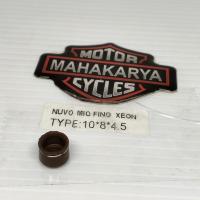 MOTOR
MAHAKARYA
CYCLES
NUVO MIO FINO XEON
TYPE:10*8*4.5